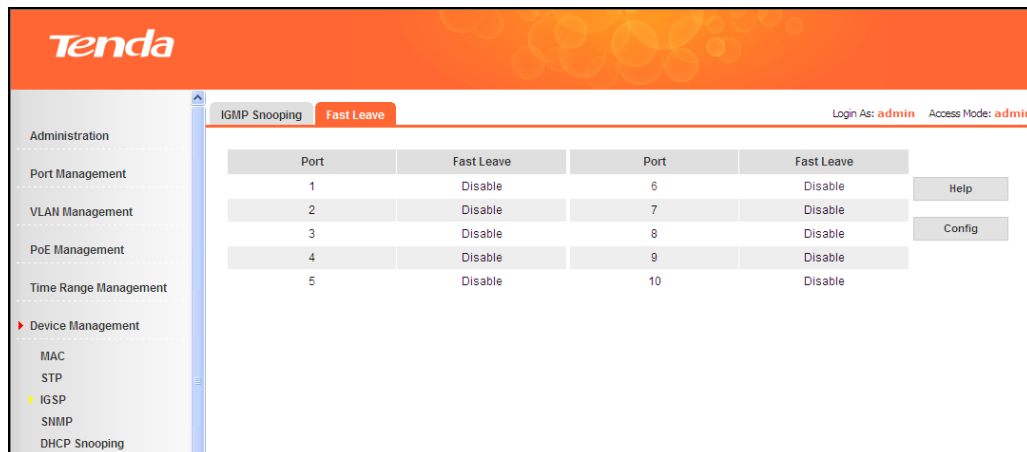 Tenda
IGMP Snooping Fast Leave Login As: admin Access Mode: admin
Administration
Port Management
VLAN Management
PoE Management
Time Range Management
Device Management
MAC
STP
IGSP
SNMP
DHCP Snooping
Port Fast Leave Port Fast Leave
1 Disable 6 Disable
2 Disable 7 Disable
3 Disable 8 Disable
4 Disable 9 Disable
5 Disable 10 Disable
Help
Config